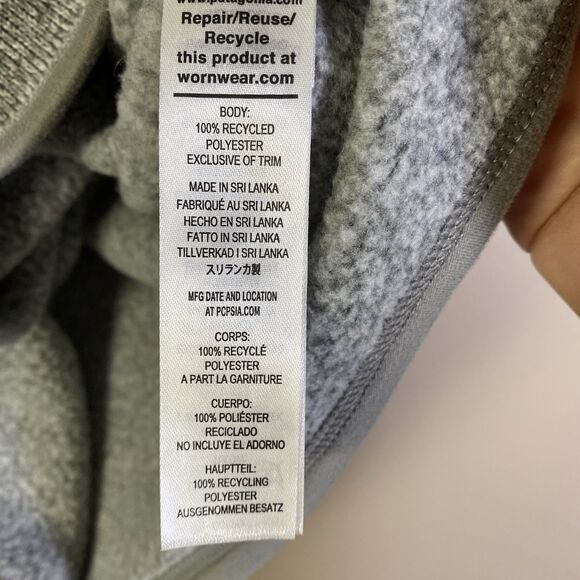 www.patagonia.com
Repair/Reuse/
Recycle
this product at
wornwear.com
BODY:
100% RECYCLED
POLYESTER
EXCLUSIVE OF TRIM
MADE IN SRI LANKA
FABRIQUÉ AU SRI LANKA
HECHO EN SRI LANKA
FATTO IN SRI LANKA
TILLVERKAD I SRI LANKA
スリランカ製
MFG DATE AND LOCATION
AT PCPSIA.COM
CORPS:
100% RECYCLÉ
POLYESTER
A PART LA GARNITURE
CUERPO:
100% POLIÉSTER
RECICLADO
NO INCLUYE EL ADORNO
HAUPTTEIL:
100% RECYCLING
POLYESTER
AUSGENOMMEN BESATZ